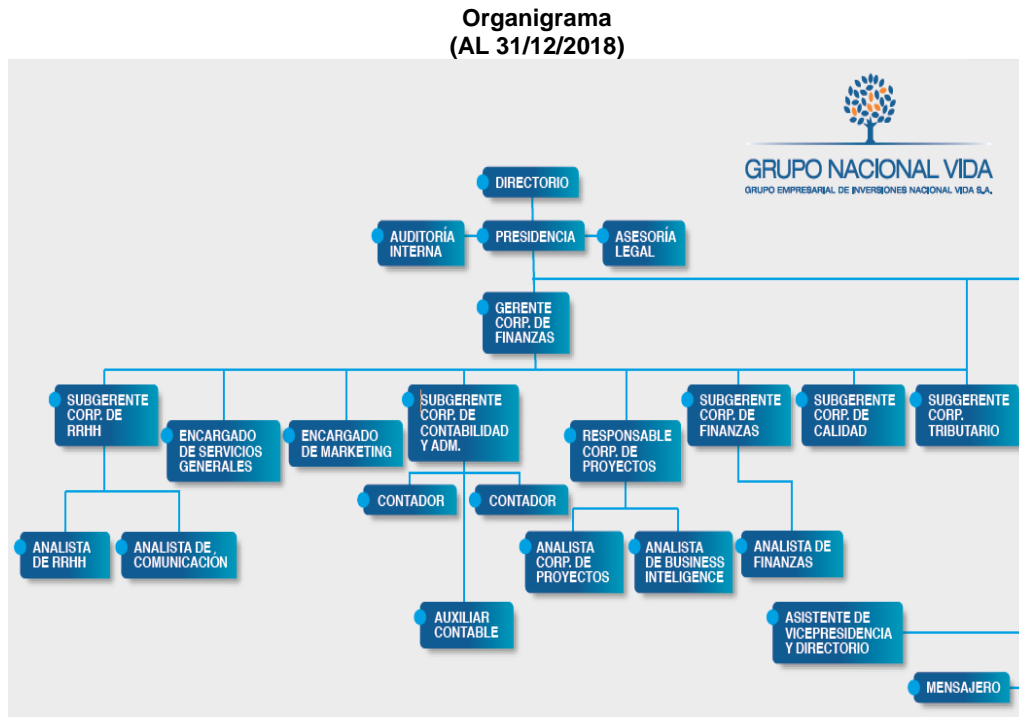 Organigrama
(AL 31/12/2018)
GRUPO NACIONAL VIDA
GRUPO EMPRESARIAL DE INVERSIONES NACIONAL VIDA S.A.
DIRECTORIO
AUDITORÍA
INTERNA
PRESIDENCIA
ASESORÍA
LEGAL
GERENTE
CORP. DE
FINANZAS
SUBGERENTE
CORP. DE
RRHH
ENCARGADO
DE SERVICIOS
GENERALES
ENCARGADO
DE MARKETING
SUBGERENTE
CORP. DE
CONTABILIDAD
Y ADM.
RESPONSABLE
CORP. DE
PROYECTOS
SUBGERENTE
CORP. DE
FINANZAS
SUBGERENTE
CORP. DE
CALIDAD
SUBGERENTE
CORP.
TRIBUTARIO
CONTADOR
CONTADOR
ANALISTA
DE RRHH
ANALISTA DE
COMUNICACIÓN
ANALISTA
CORP. DE
PROYECTOS
ANALISTA
DE BUSINESS
INTELIGENCE
ANALISTA DE
FINANZAS
AUXILIAR
CONTABLE
ASISTENTE DE
VICEPRESIDENCIA
Y DIRECTORIO
MENSAJERO